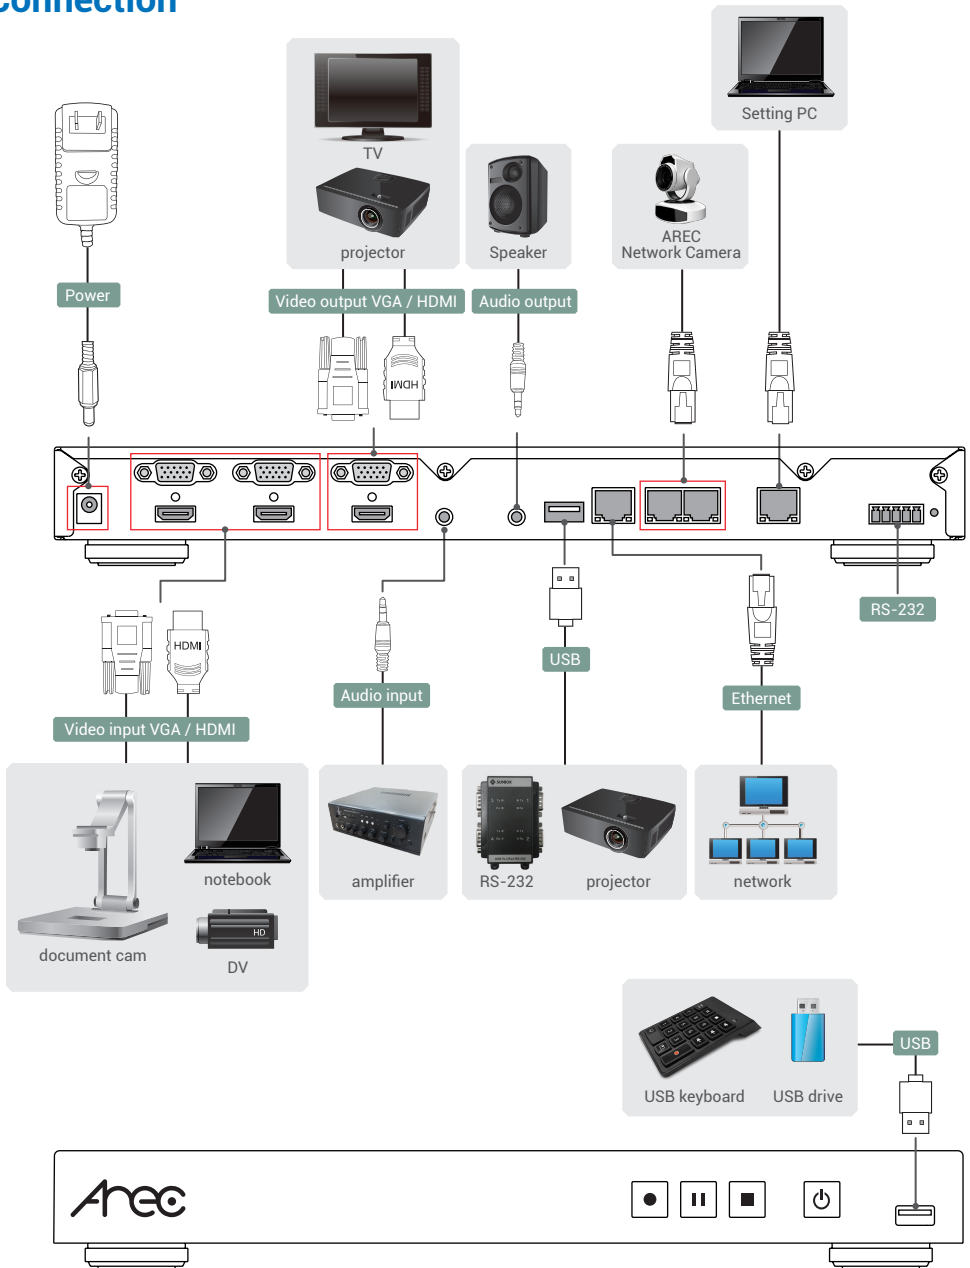 Connection
Setting PC
TV
projector
Speaker
AREC
Network Camera
Power
Video output VGA / HDMI
Audio output
HDMI
RS-232
HDMI
USB
Audio input
Ethernet
Video input VGA / HDMI
SUNBOX
notebook
amplifier
RS-232
projector
network
HD
document cam
DV
USB
USB keyboard
USB drive
Arec